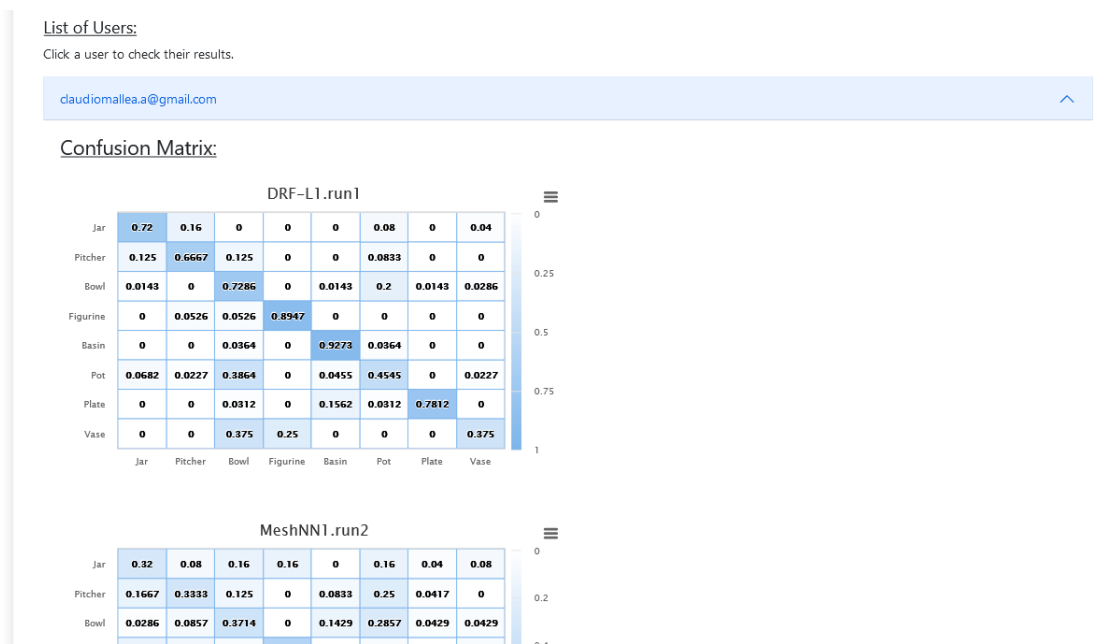 List of Users:
Click a user to check their results.
claudiomallea.a@gmail.com
Confusion Matrix:
DRF-L1.run1
Jar 0.72 0.16 0 0 0 0.08 0 0.04
Pitcher 0.125 0.6667 0.125 0 0 0.0833 0 0
Bowl 0.0143 0 0.7286 0 0.0143 0.2 0.0143 0.0286
Figurine 0 0.0526 0.0526 0.8947 0 0 0 0
Basin 0 0 0.0364 0 0.9273 0.0364 0 0
Pot 0.0682 0.0227 0.3864 0 0.0455 0.4545 0 0.0227
Plate 0 0 0.0312 0 0.1562 0.0312 0.7812 0
Vase 0 0 0.375 0.25 0 0 0 0.375
Jar Pitcher Bowl Figurine Basin Pot Plate Vase
0
0.25
0.5
0.75
1
MeshNN1.run2
Jar 0.32 0.08 0.16 0.16 0 0.16 0.04 0.08
Pitcher 0.1667 0.3333 0.125 0 0.0833 0.25 0.0417 0
Bowl 0.0286 0.0857 0.3714 0 0.1429 0.2857 0.0429 0.0429
0
0.2